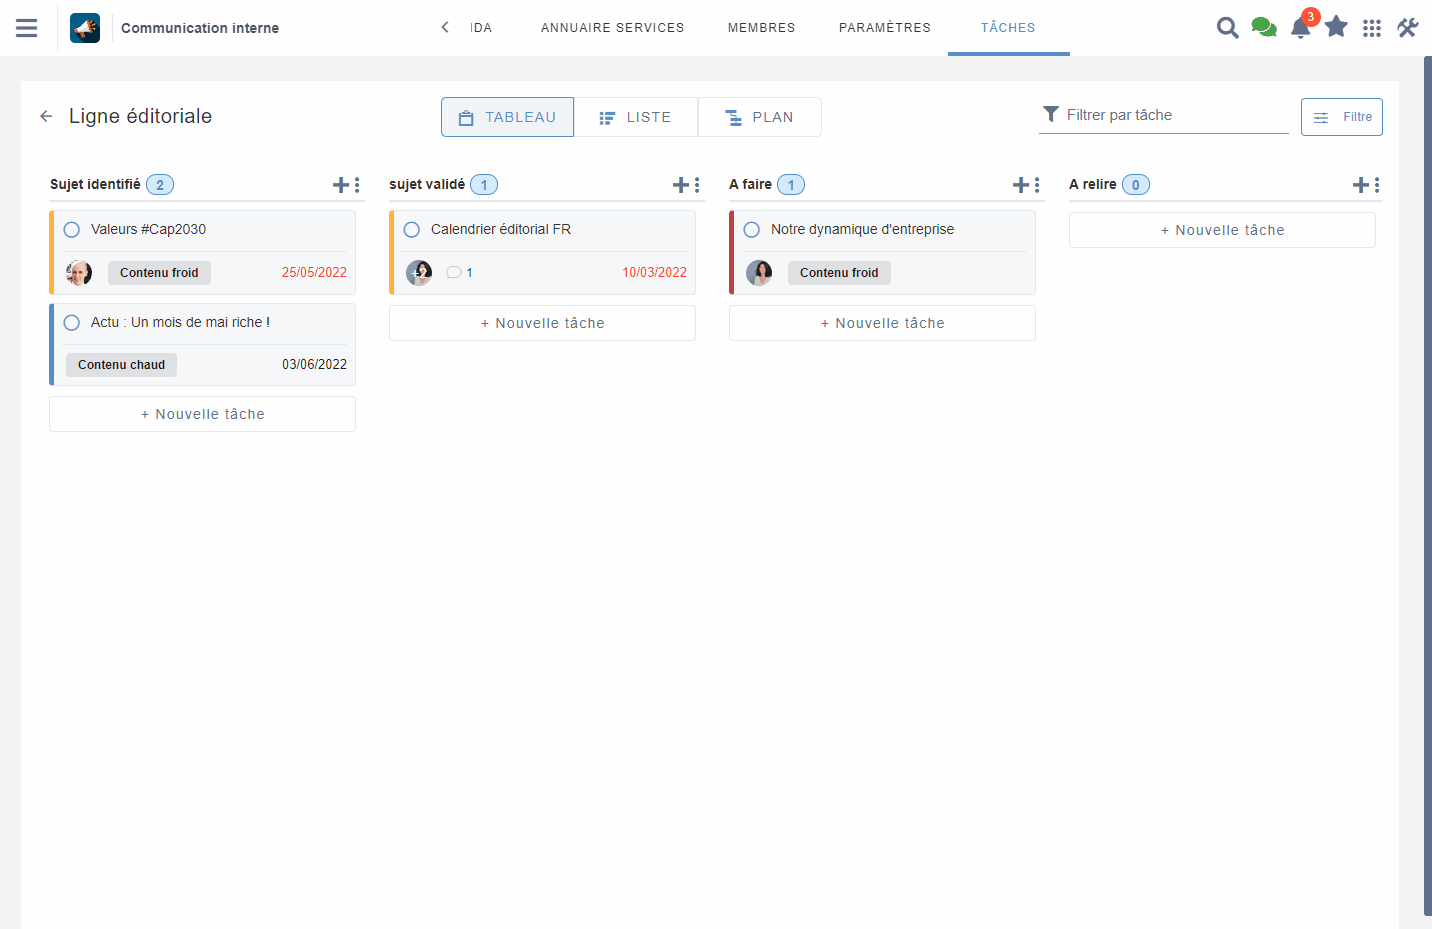 Communication interne
IDA
ANNUAIRE SERVICES
MEMBRES
PARAMÈTRES
TÂCHES
3
Ligne éditoriale
TABLEAU
LISTE
PLAN
Filtrer par tâche
Filtre
Sujet identifié 2
Valeurs #Cap2030
Contenu froid
25/05/2022
Actu : Un mois de mai riche !
Contenu chaud
03/06/2022
+ Nouvelle tâche
sujet validé 1
Calendrier éditorial FR
+2
1
10/03/2022
+ Nouvelle tâche
A faire 1
Notre dynamique d'entreprise
Contenu froid
+ Nouvelle tâche
A relire 0
+ Nouvelle tâche